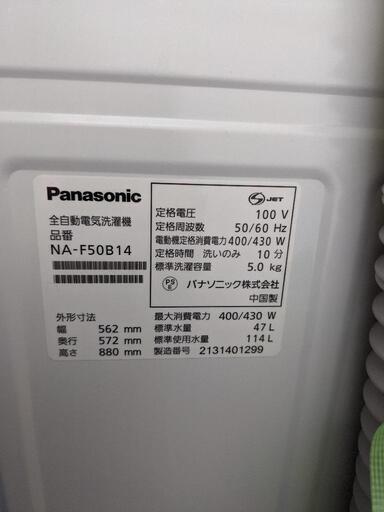 Panasonic
全自動電気洗濯機
品番
NA-F50B14
S JET
定格電圧 100 V
定格周波数 50/60 Hz
電動機定格消費電力 400/430 W
定格時間 洗いのみ 10 分
標準洗濯容量 5.0 kg
PS E パナソニック株式会社
中国製
外形寸法
幅 562 mm
奥行 572 mm
高さ 880 mm
最大消費電力 400/430 W
標準水量 47 L
標準使用水量 114 L
製造番号 2131401299